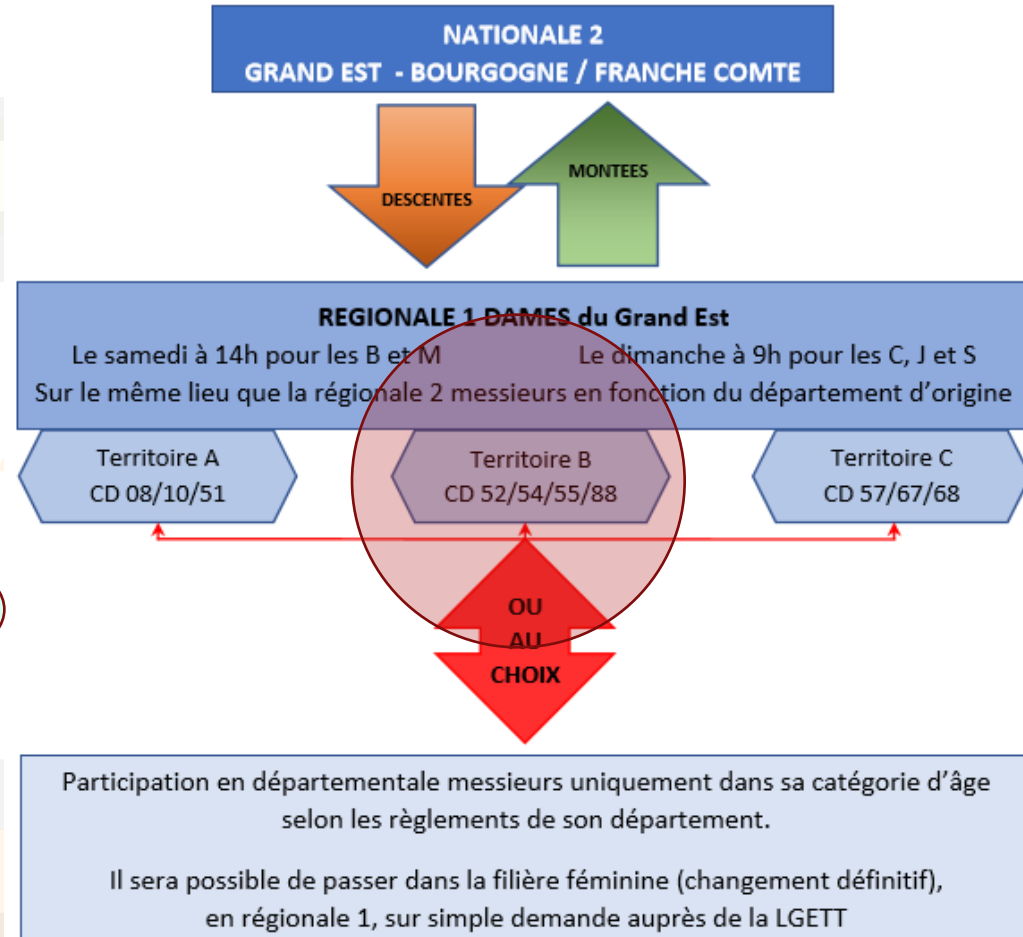 NATIONALE 2
GRAND EST - BOURGOGNE / FRANCHE COMTE
DESCENTES
MONTEES
REGIONALE 1 DAMES du Grand Est
Le samedi à 14h pour les B et M Le dimanche à 9h pour les C, J et S
Sur le même lieu que la régionale 2 messieurs en fonction du département d'origine
Territoire A
CD 08/10/51
Territoire B
CD 52/54/55/88
Territoire C
CD 57/67/68
OU
AU
CHOIX
Participation en départementale messieurs uniquement dans sa catégorie d'âge
selon les règlements de son département.
Il sera possible de passer dans la filière féminine (changement définitif),
en régionale 1, sur simple demande auprès de la LGETT